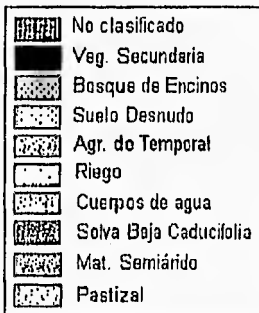 No clasificado
Veg. Secundaria
Bosque de Encinos
Suelo Desnudo
Agr. do Temporal
Riego
Cuerpos de agua
Solva Baja Caducifolia
Mat. Semiárido
Pastizal